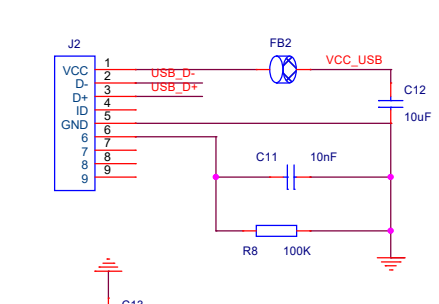 J2
FB2
VCC_USB
VCC 1
D- 2 USB_D-
D+ 3 USB_D+
ID 4
GND 5
6 6
7 7
8 8
9 9
C12
10uF
C11 10nF
R8 100K
C13